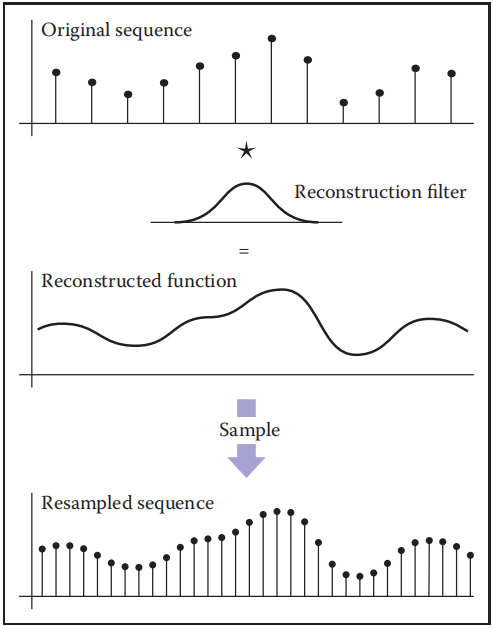 Original sequence
★
Reconstruction filter
=
Reconstructed function
Sample
Resampled sequence